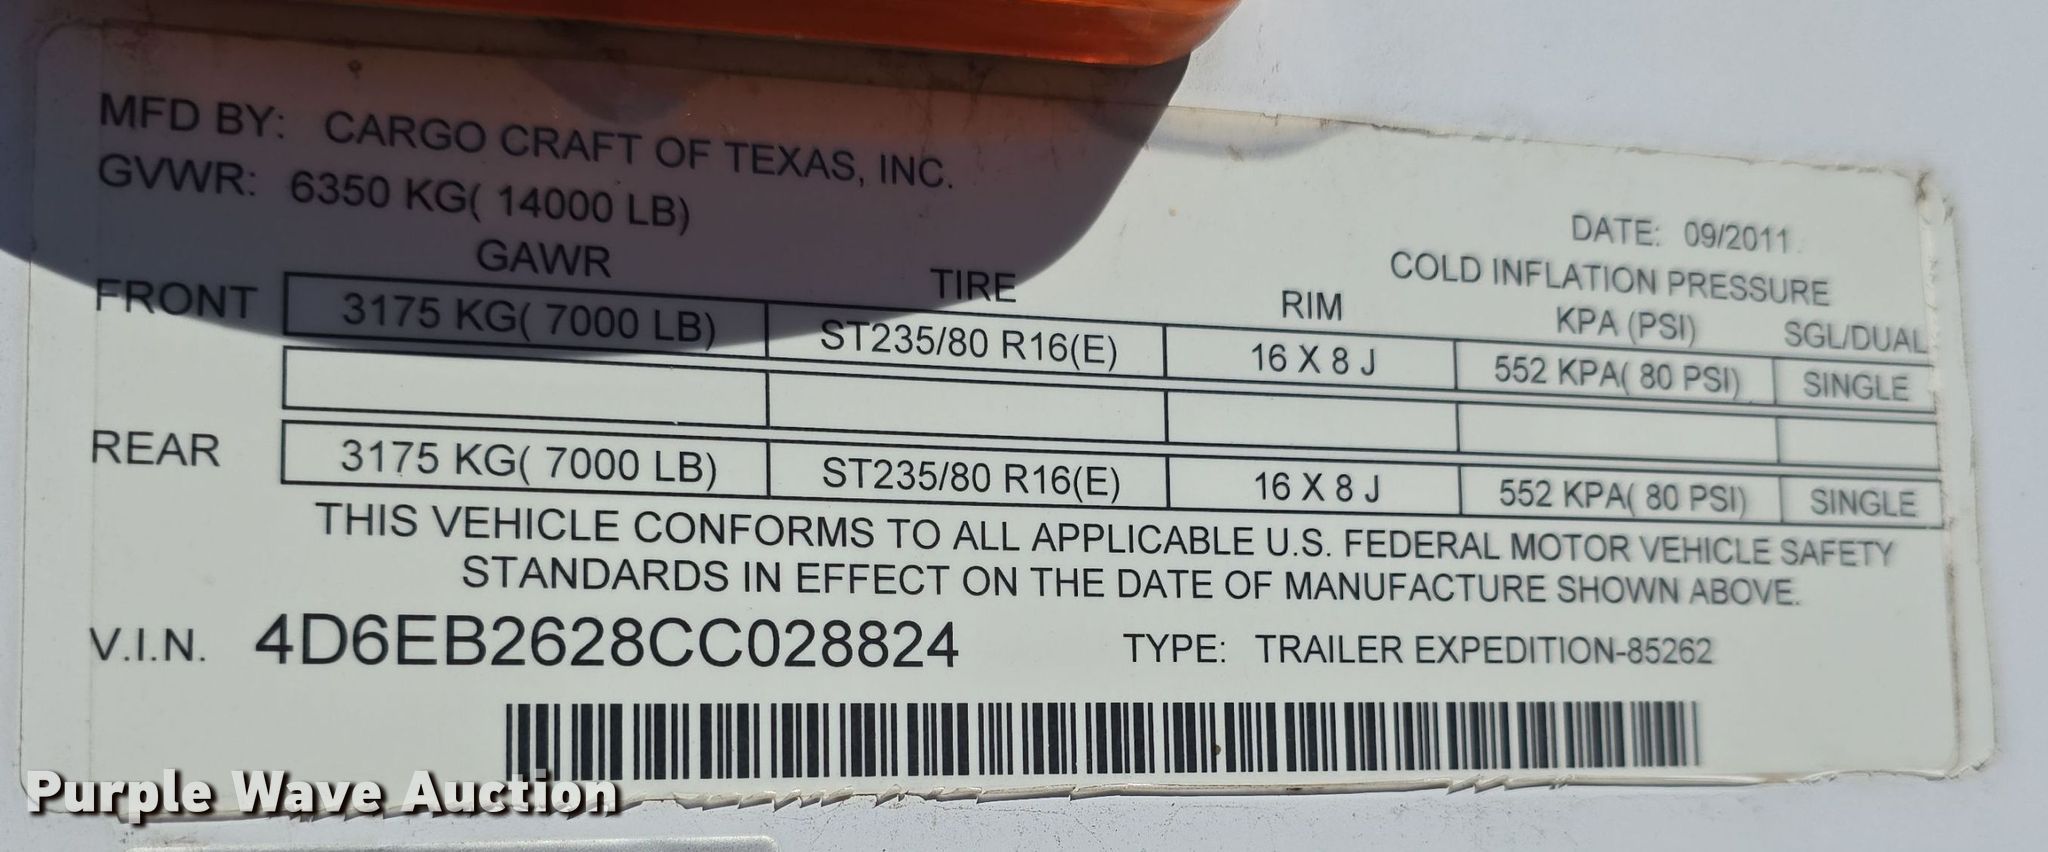 MFD BY: CARGO CRAFT OF TEXAS, INC.
GVWR: 6350 KG( 14000 LB)
DATE: 09/2011
GAWR TIRE RIM COLD INFLATION PRESSURE
KPA (PSI) SGL/DUAL
FRONT 3175 KG( 7000 LB) ST235/80 R16(E) 16 X 8 J 552 KPA( 80 PSI) SINGLE
REAR 3175 KG( 7000 LB) ST235/80 R16(E) 16 X 8 J 552 KPA( 80 PSI) SINGLE
THIS VEHICLE CONFORMS TO ALL APPLICABLE U.S. FEDERAL MOTOR VEHICLE SAFETY
STANDARDS IN EFFECT ON THE DATE OF MANUFACTURE SHOWN ABOVE.
V.I.N. 4D6EB2628CC028824 TYPE: TRAILER EXPEDITION-85262
Purple Wave Auction